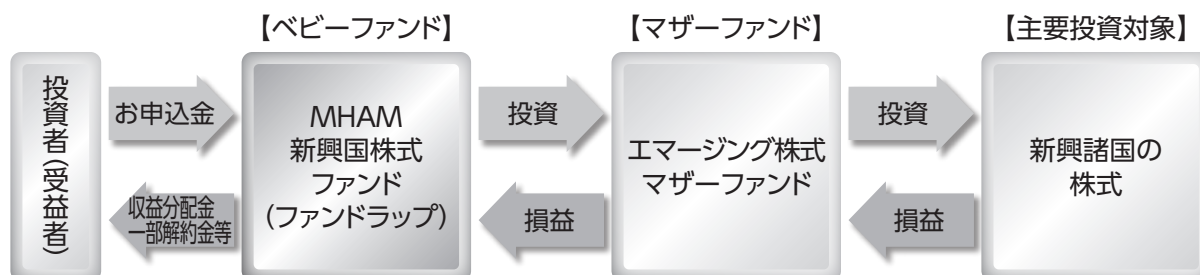 【ベビーファンド】
【マザーファンド】
【主要投資対象】
投資者(受益者)
お申込金
収益分配金
一部解約金等
MHAM
新興国株式
ファンド
(ファンドラップ)
投資
損益
エマージング株式
マザーファンド
投資
損益
新興諸国の
株式